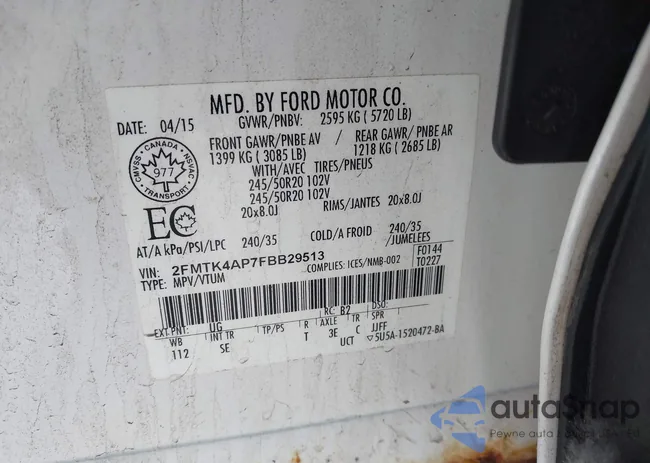 MFD. BY FORD MOTOR CO.
DATE: 04/15 GVWR/PNBV: 2595 KG ( 5720 LB)
FRONT GAWR/PNBE AV / REAR GAWR/ PNBE AR
1399 KG ( 3085 LB) 1218 KG ( 2685 LB)
WITH/AVEC TIRES/PNEUS
245/50R20 102V
245/50R20 102V RIMS/JANTES 20x8.0J
20x8.0J
CMVSS · CANADA · NSVAC
977
TRANSPORT
EC
AT/A kPa/PSI/LPC 240/35 COLD/A FROID 240/35
/JUMELEES
VIN: 2FMTK4AP7FBB29513 COMPLIES: ICES/NMB-002 F0144
TYPE: MPV/VTUM T0227
EXT PNT: UG RC: B2 DSO:
WB INT TR TP/PS R AXLE TR SPR
112 SE T 3E C JJFF
UCT ▽5U5A-1520472-BA
autoSnap
Pewne auto